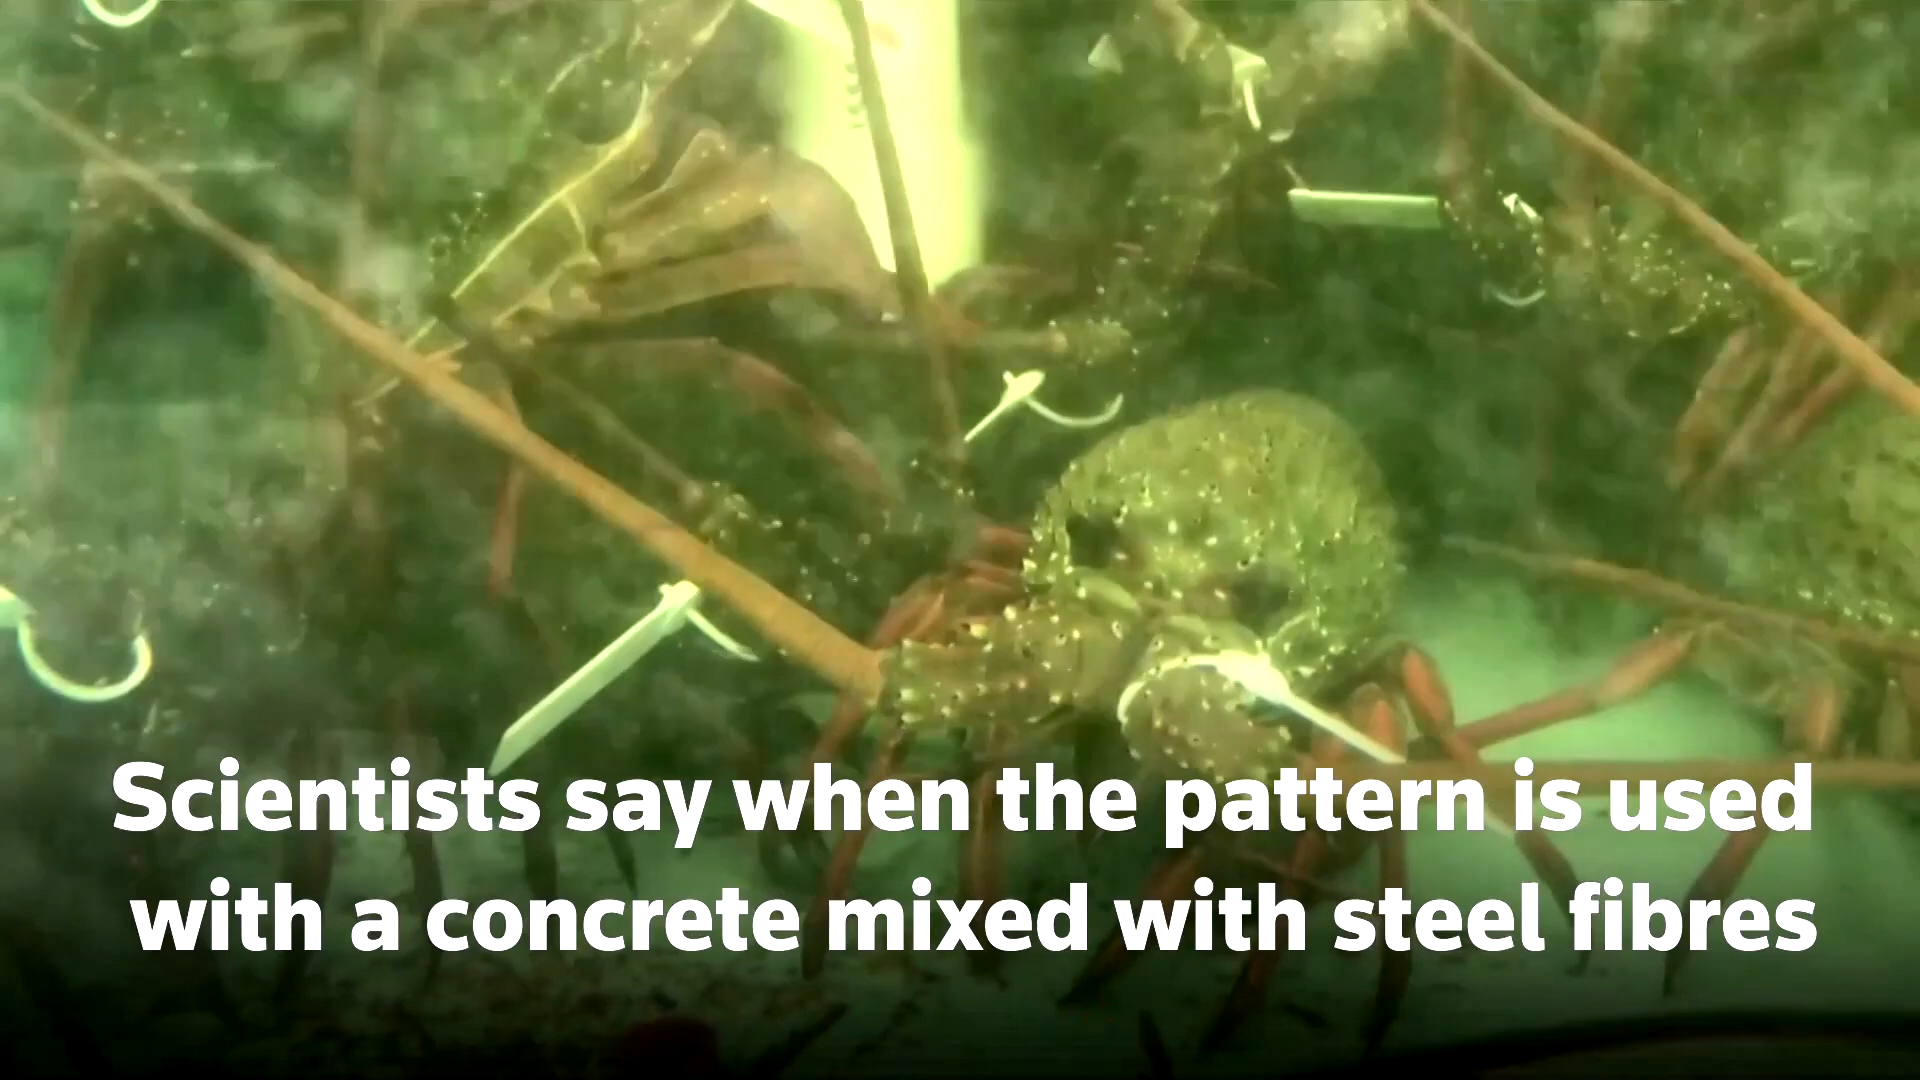 Scientists say when the pattern is used
with a concrete mixed with steel fibres